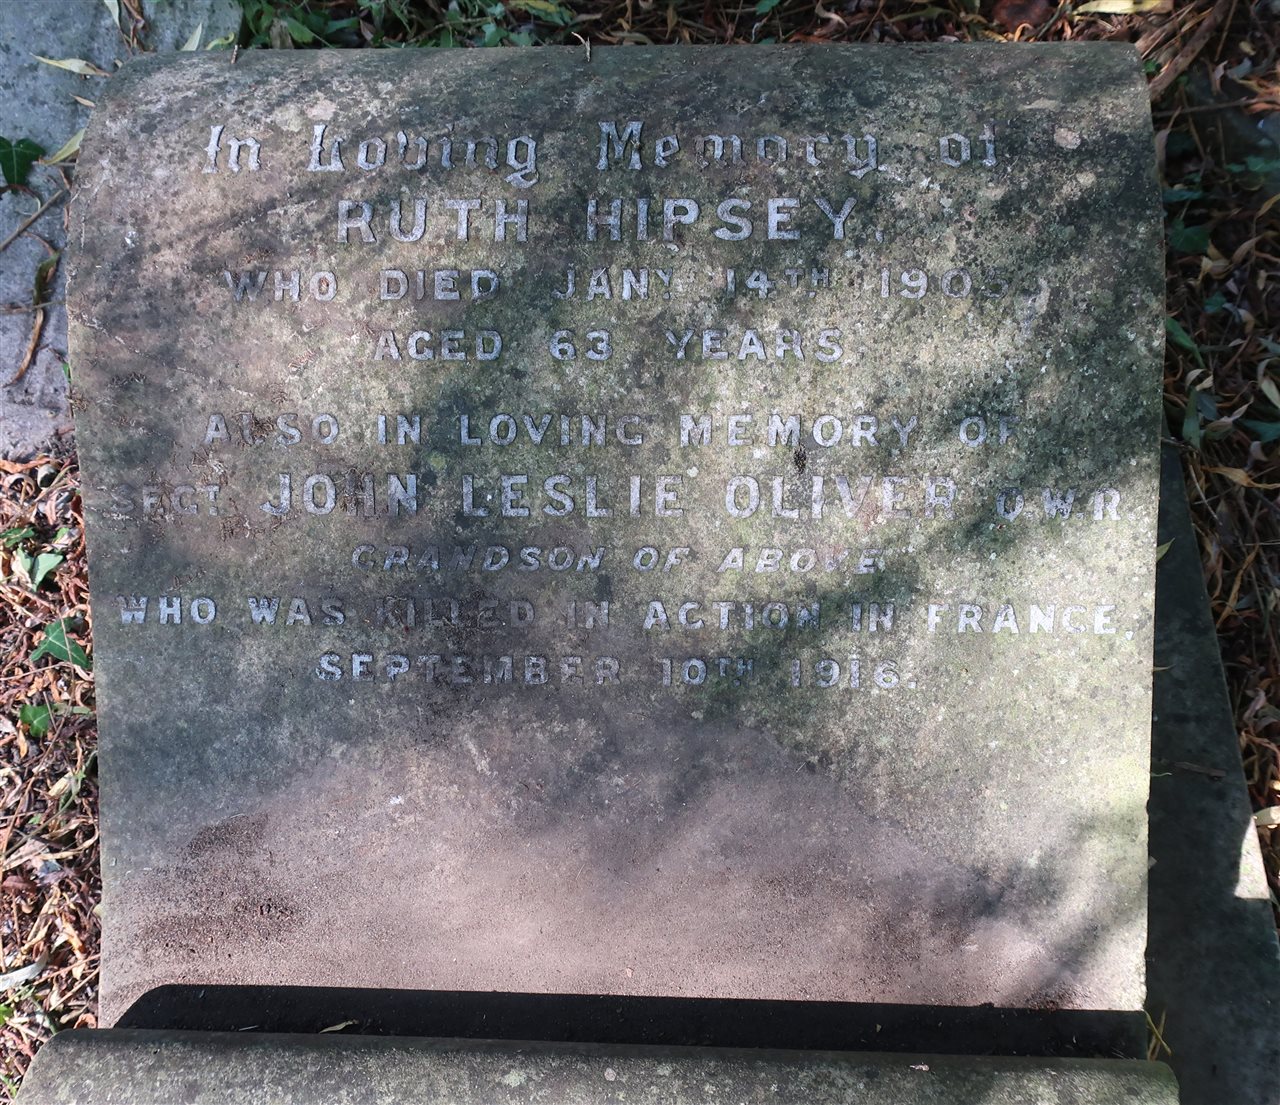 In Loving Memory of
RUTH HIPSEY,
WHO DIED JANY 14TH 1905,
AGED 63 YEARS.
ALSO IN LOVING MEMORY OF
SEGT JOHN LESLIE OLIVER D.W.R.
GRANDSON OF ABOVE
WHO WAS KILLED IN ACTION IN FRANCE,
SEPTEMBER 10TH 1916.